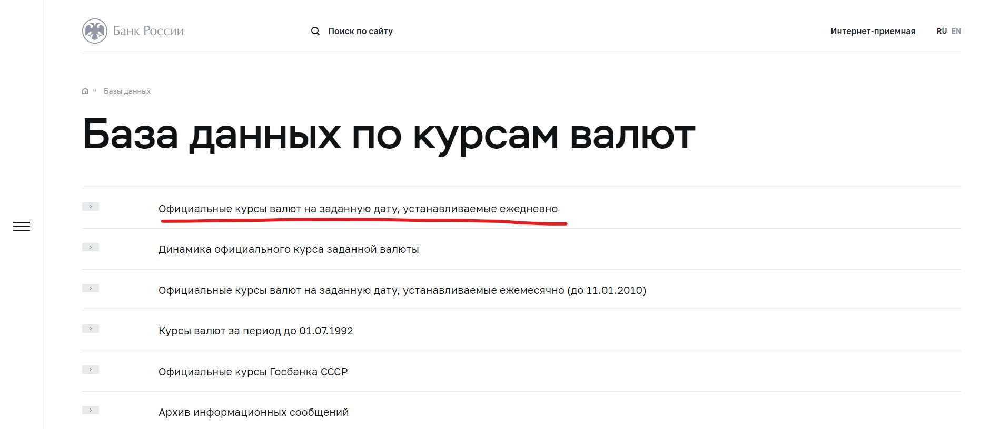 Банк России
Поиск по сайту
Интернет-приемная
RU EN
Базы данных
База данных по курсам валют
Официальные курсы валют на заданную дату, устанавливаемые ежедневно
Динамика официального курса заданной валюты
Официальные курсы валют на заданную дату, устанавливаемые ежемесячно (до 11.01.2010)
Курсы валют за период до 01.07.1992
Официальные курсы Госбанка СССР
Архив информационных сообщений